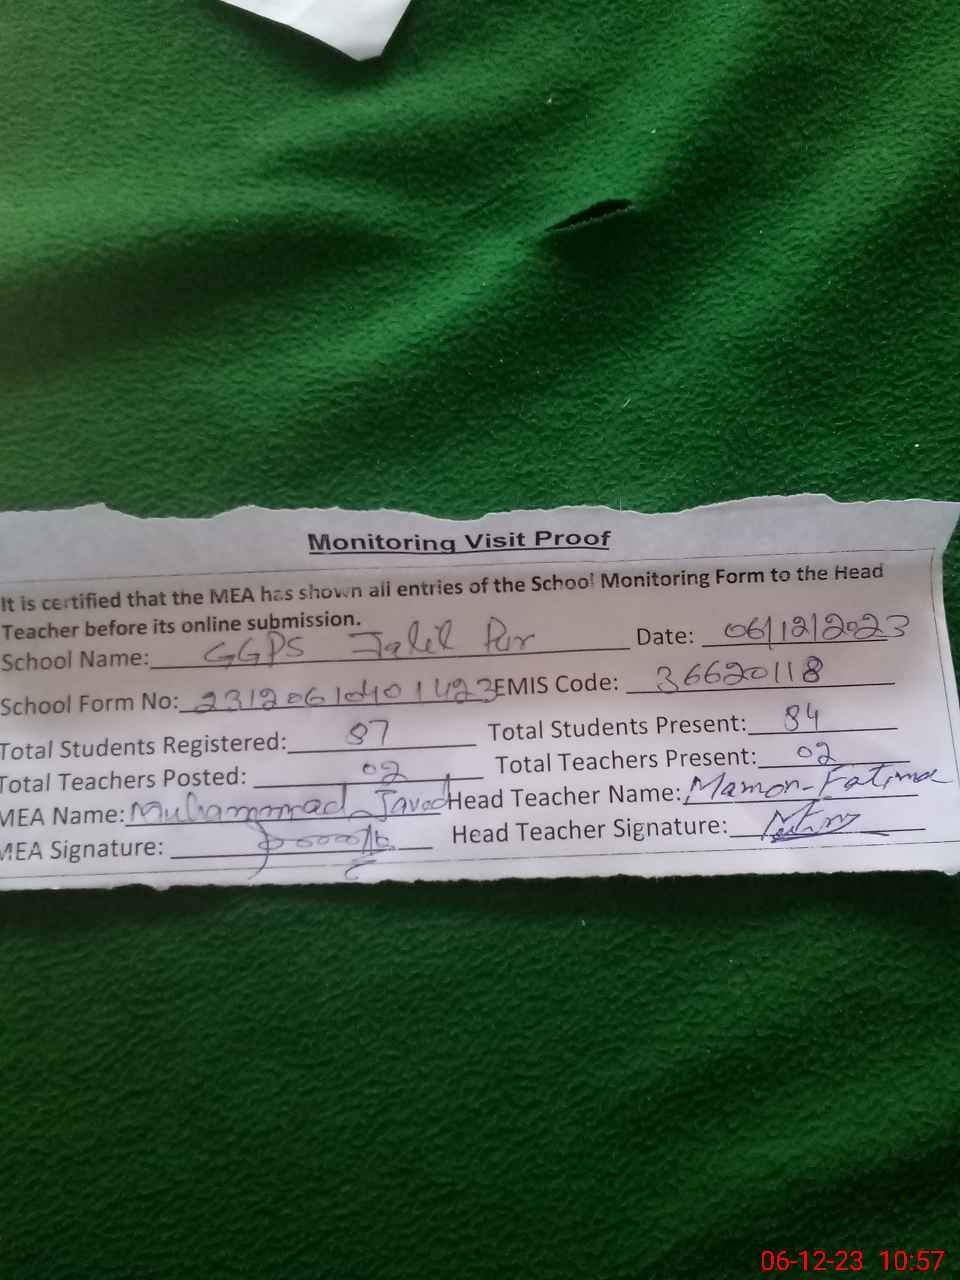 Monitoring Visit Proof
It is certified that the MEA has shown all entries of the School Monitoring Form to the Head
Teacher before its online submission.
School Name: GGPS Jalil Pur Date: 06/12/2023
School Form No: EMIS Code: 36620118
Total Students Registered: 87 Total Students Present: 84
Total Teachers Posted: 02 Total Teachers Present: 02
MEA Name: Muhammad Javed Head Teacher Name: Mamon Fatima
MEA Signature: Head Teacher Signature:
06-12-23 10:57